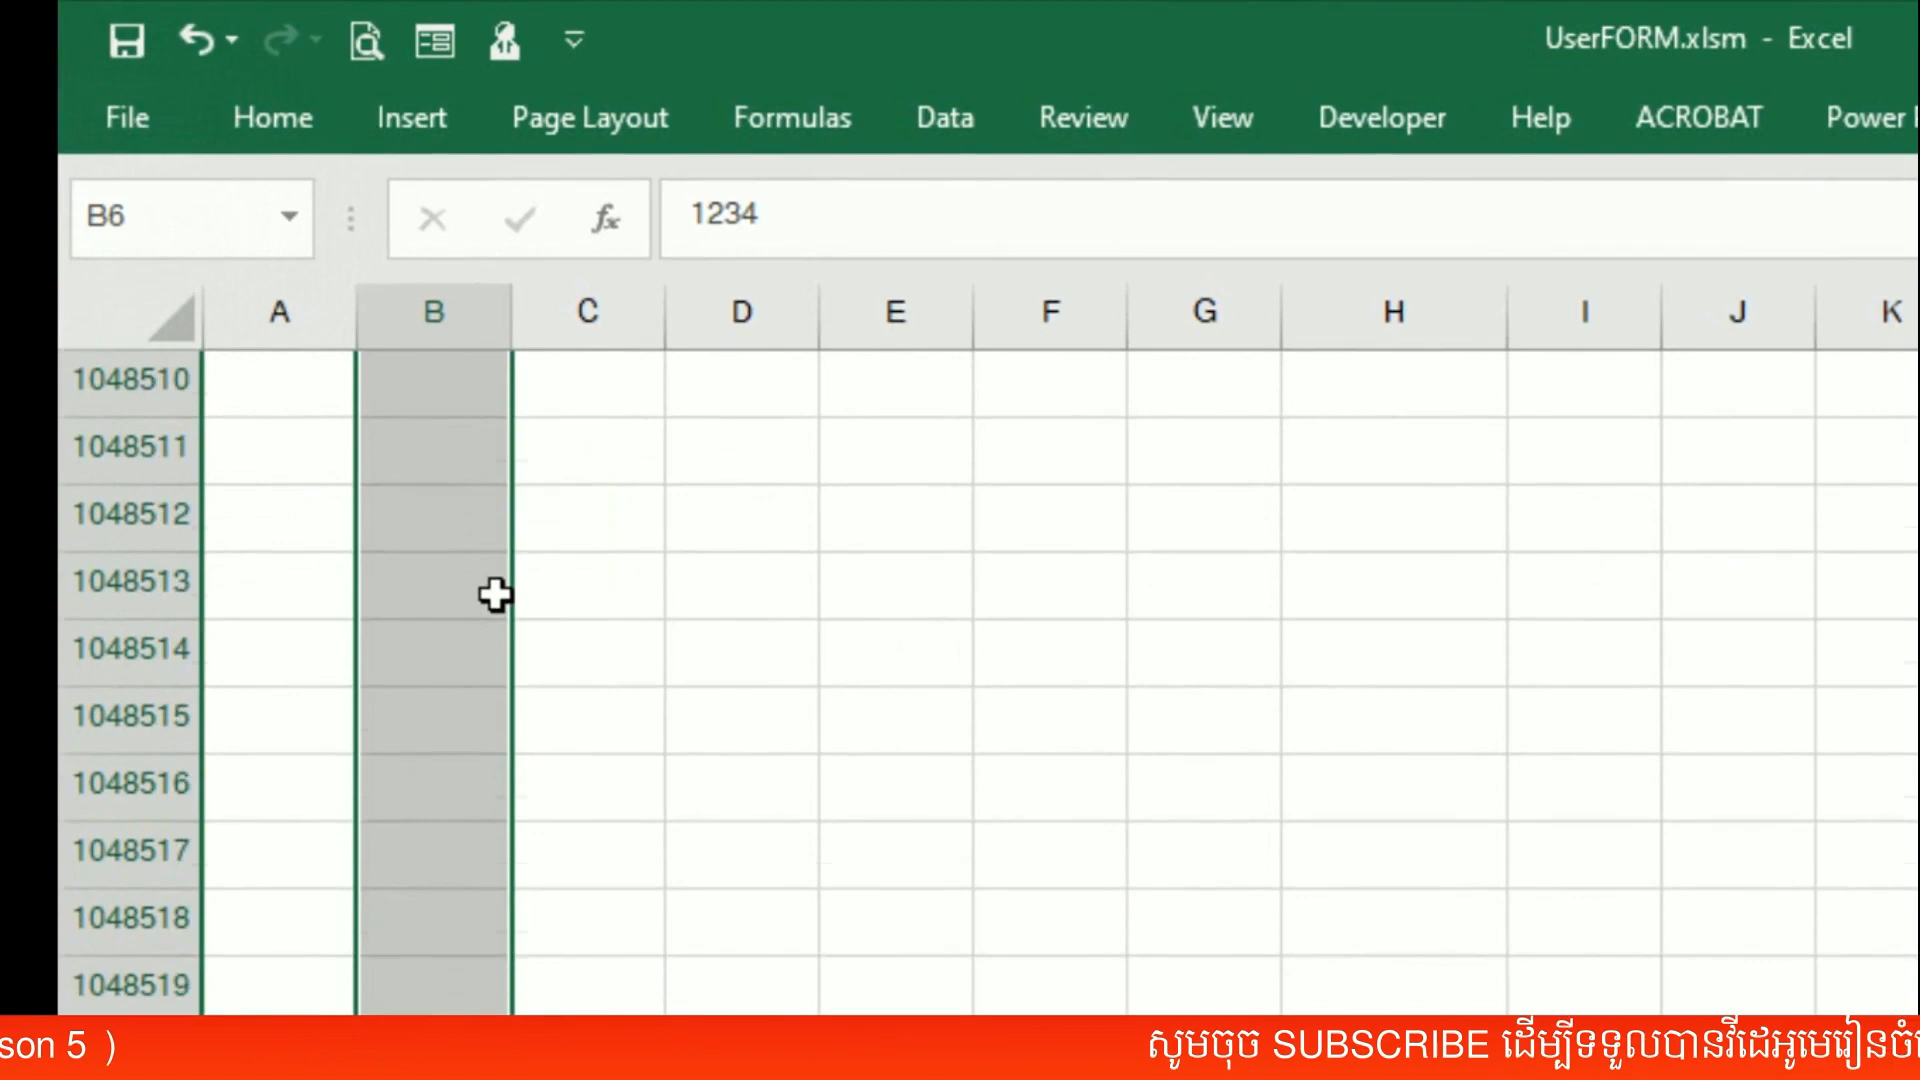 UserFORM.xlsm - Excel
File Home Insert Page Layout Formulas Data Review View Developer Help ACROBAT Power
B6 fx 1234
A B C D E F G H I J K
1048510
1048511
1048512
1048513
1048514
1048515
1048516
1048517
1048518
1048519
son 5 ) សូមចុច SUBSCRIBE ដើម្បីទទួលបានវីដេអូមេរៀន